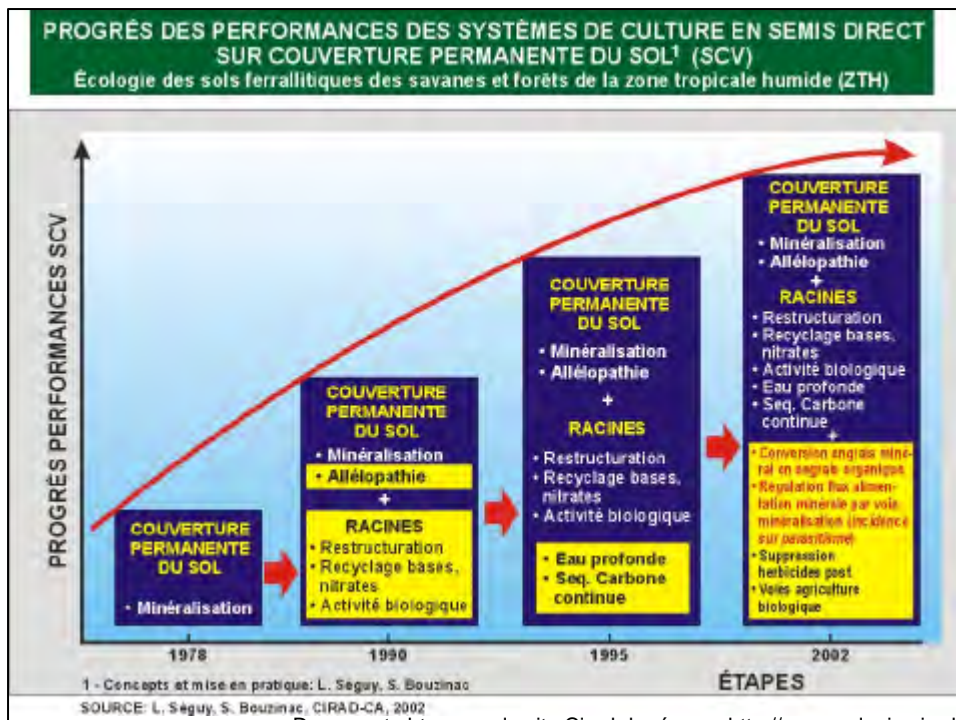 PROGRÈS DES PERFORMANCES DES SYSTÈMES DE CULTURE EN SEMIS DIRECT
SUR COUVERTURE PERMANENTE DU SOL¹ (SCV)
Écologie des sols ferrallitiques des savanes et forêts de la zone tropicale humide (ZTH)
PROGRÈS PERFORMANCES SCV
COUVERTURE
PERMANENTE
DU SOL
• Minéralisation
COUVERTURE
PERMANENTE
DU SOL
• Minéralisation
• Allélopathie
+
RACINES
• Restructuration
• Recyclage bases,
nitrates
• Activité biologique
COUVERTURE
PERMANENTE
DU SOL
• Minéralisation
• Allélopathie
+
RACINES
• Restructuration
• Recyclage bases,
nitrates
• Activité biologique
• Eau profonde
• Seq. Carbone
continue
COUVERTURE
PERMANENTE
DU SOL
• Minéralisation
• Allélopathie
+
RACINES
• Restructuration
• Recyclage bases,
nitrates
• Activité biologique
• Eau profonde
• Seq. Carbone
continue
+
• Conversion engrais miné-
ral en engrais organique
• Régulation flux alimen-
tation minérale par voie
minéralisation (incidence
sur parasitisme)
• Suppression
herbicides post
• Voies agriculture
biologique
1978
1990
1995
2002
ÉTAPES
1 - Concepts et mise en pratique: L. Séguy, S. Bouzinac
SOURCE: L. Séguy, S. Bouzinac, CIRAD-CA, 2002